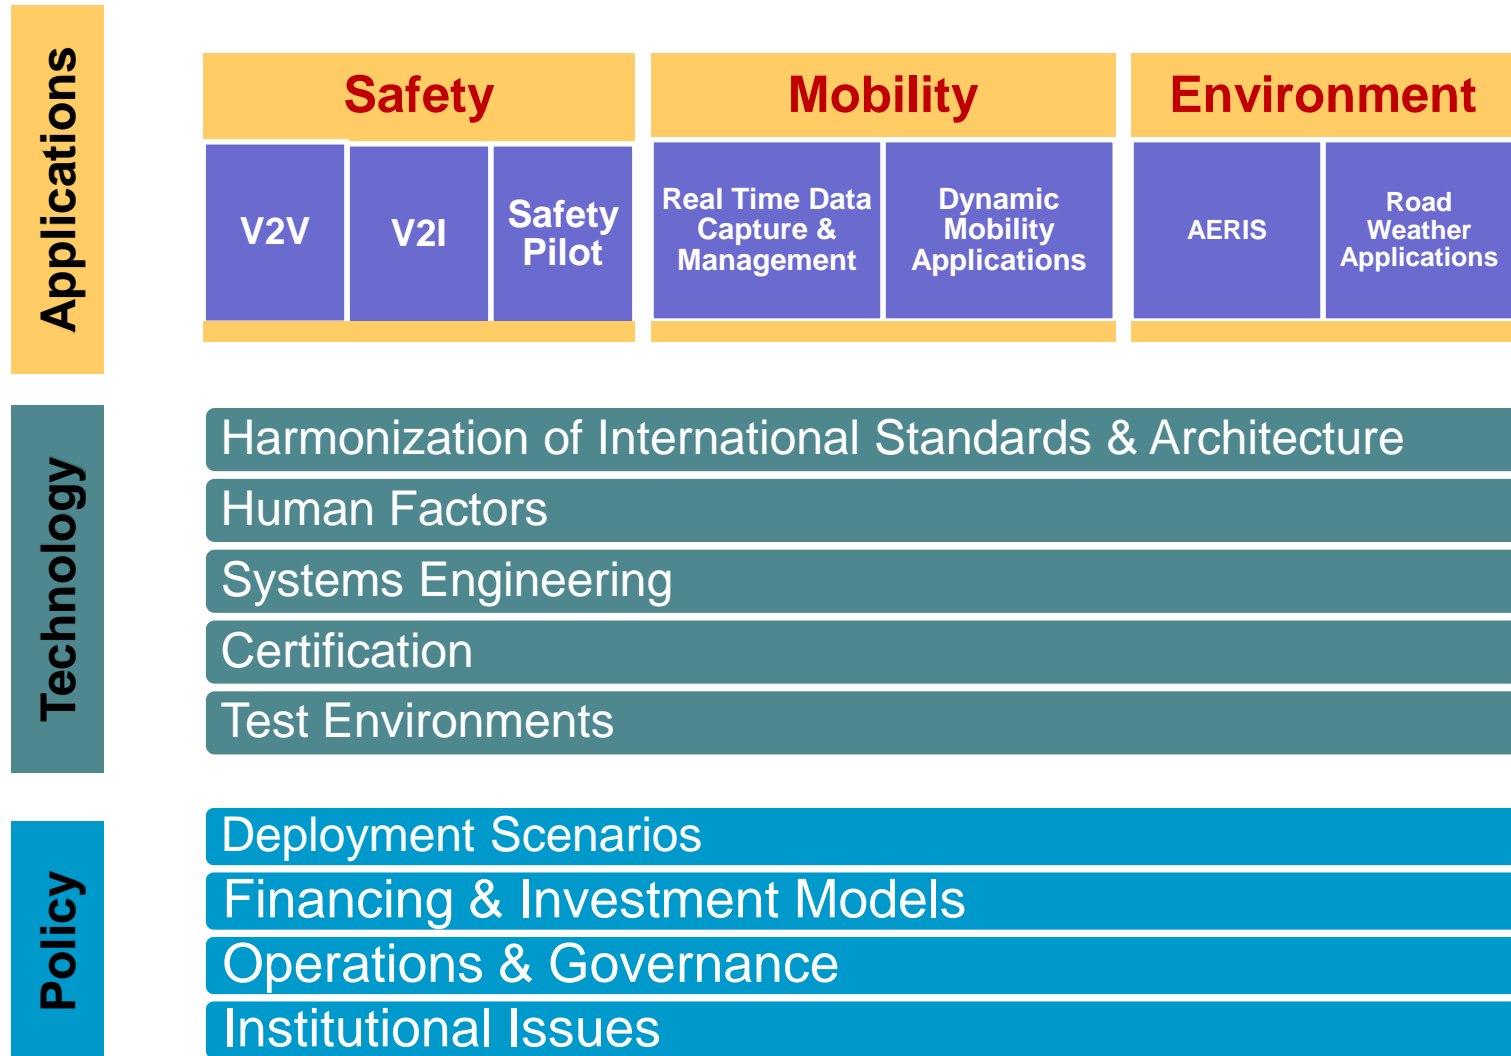 Applications
Safety
Mobility
Environment
V2V
V2I
Safety
Pilot
Real Time Data
Capture &
Management
Dynamic
Mobility
Applications
AERIS
Road
Weather
Applications
Technology
Harmonization of International Standards & Architecture
Human Factors
Systems Engineering
Certification
Test Environments
Policy
Deployment Scenarios
Financing & Investment Models
Operations & Governance
Institutional Issues